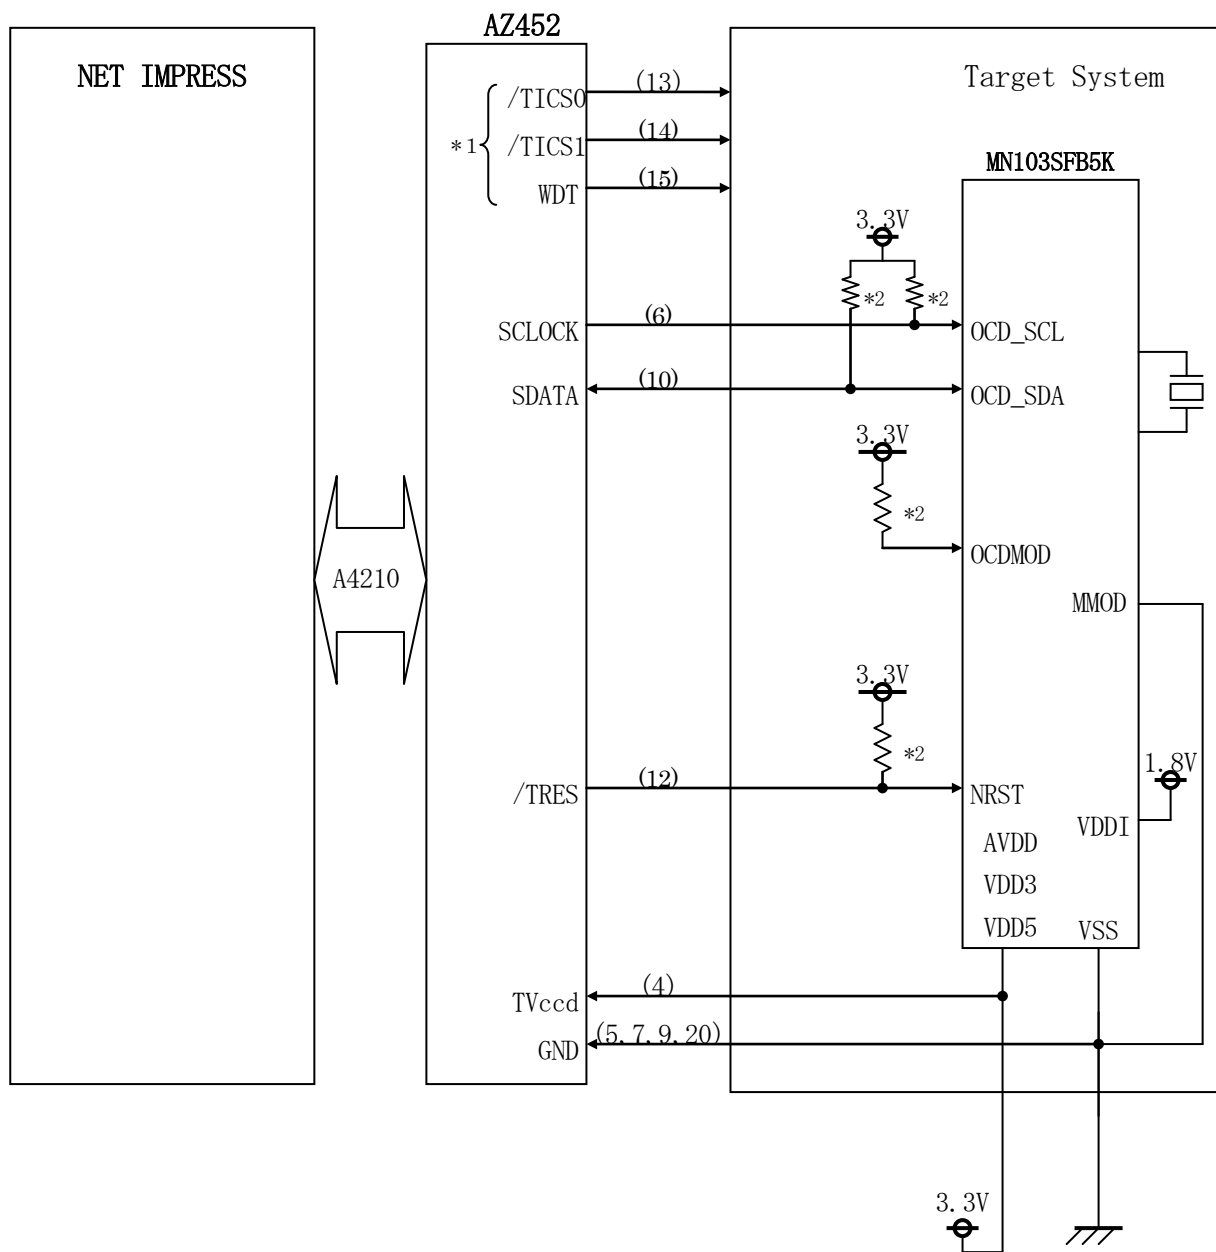 AZ452
NET IMPRESS
Target System
/TICS0
(13)
*1
/TICS1
(14)
WDT
(15)
MN103SFB5K
3.3V
*2
*2
SCLOCK
(6)
OCD_SCL
SDATA
(10)
OCD_SDA
3.3V
*2
OCDMOD
A4210
MMOD
3.3V
*2
1.8V
/TRES
(12)
NRST
VDDI
AVDD
VDD3
VDD5
VSS
TVccd
(4)
GND
(5,7,9,20)
3.3V